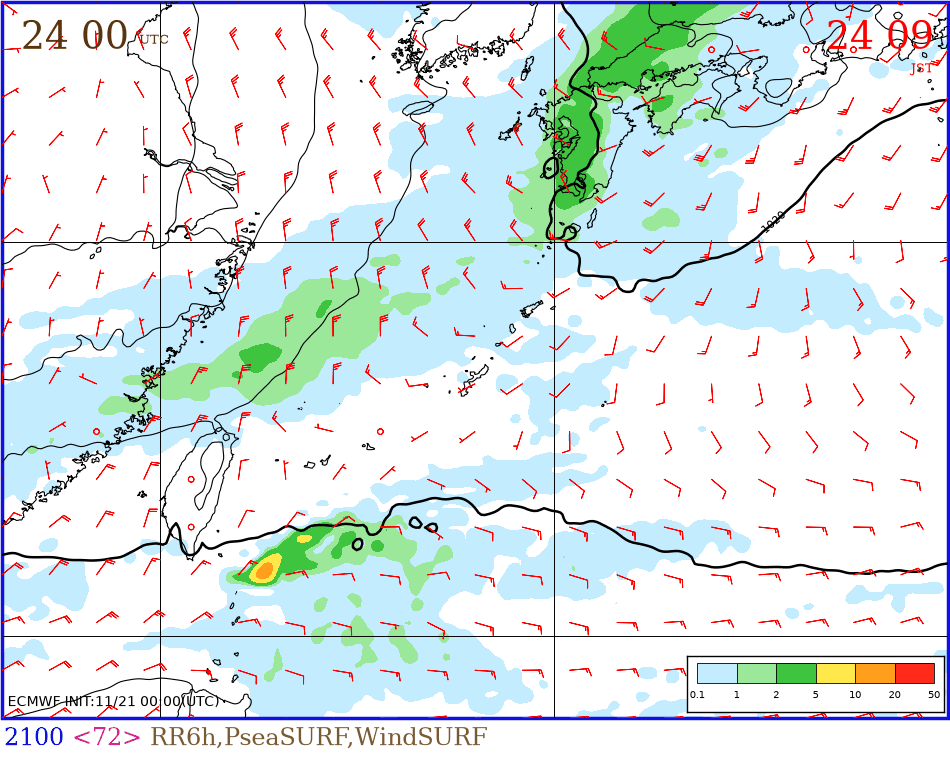 24 00 UTC
24 09
JST
1020
0.1 1 2 5 10 20 50
ECMWF INIT:11/21 00:00(UTC)
2100 <72> RR6h,PseaSURF,WindSURF